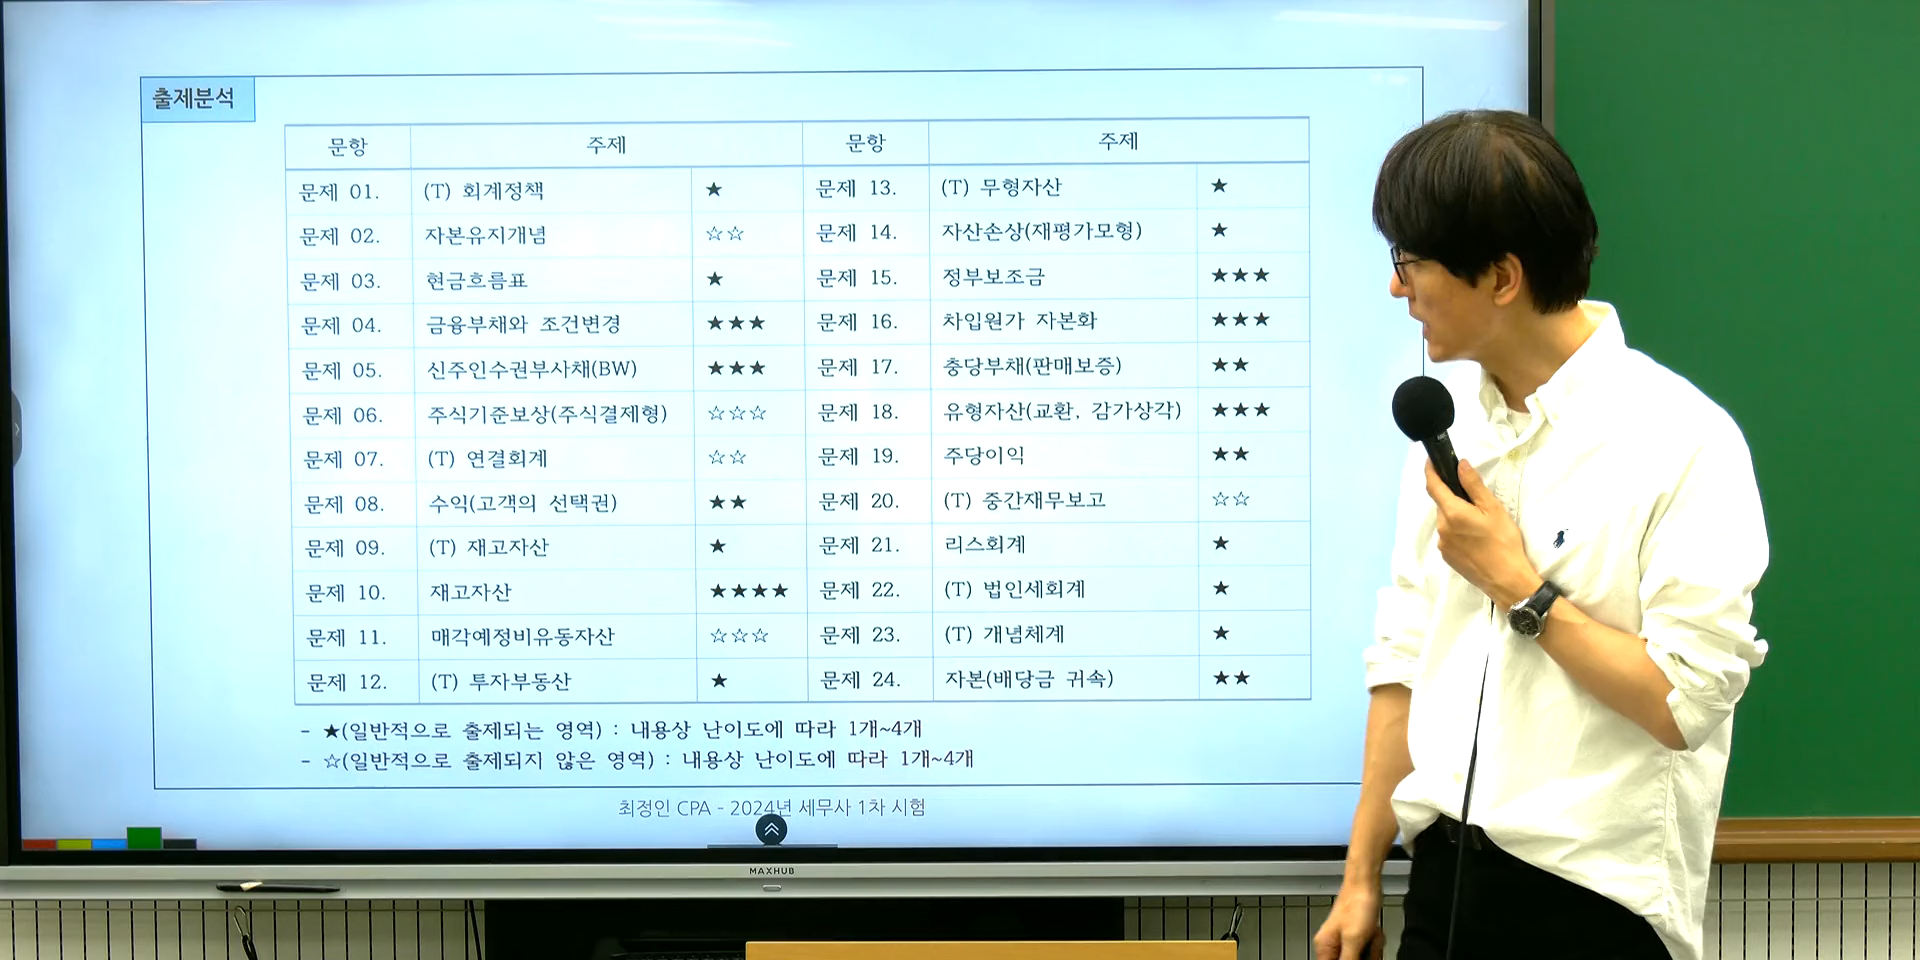 출제분석
문항 주제 문항 주제
문제 01. (T) 회계정책 ★ 문제 13. (T) 무형자산 ★
문제 02. 자본유지개념 ☆☆ 문제 14. 자산손상(재평가모형) ★
문제 03. 현금흐름표 ★ 문제 15. 정부보조금 ★★★
문제 04. 금융부채와 조건변경 ★★★ 문제 16. 차입원가 자본화 ★★★
문제 05. 신주인수권부사채(BW) ★★★ 문제 17. 충당부채(판매보증) ★★
문제 06. 주식기준보상(주식결제형) ☆☆☆ 문제 18. 유형자산(교환, 감가상각) ★★★
문제 07. (T) 연결회계 ☆☆ 문제 19. 주당이익 ★★
문제 08. 수익(고객의 선택권) ★★ 문제 20. (T) 중간재무보고 ☆☆
문제 09. (T) 재고자산 ★ 문제 21. 리스회계 ★
문제 10. 재고자산 ★★★★ 문제 22. (T) 법인세회계 ★
문제 11. 매각예정비유동자산 ☆☆☆ 문제 23. (T) 개념체계 ★
문제 12. (T) 투자부동산 ★ 문제 24. 자본(배당금 귀속) ★★
- ★(일반적으로 출제되는 영역) : 내용상 난이도에 따라 1개~4개
- ☆(일반적으로 출제되지 않은 영역) : 내용상 난이도에 따라 1개~4개
최정인 CPA - 2024년 세무사 1차 시험
MAXHUB